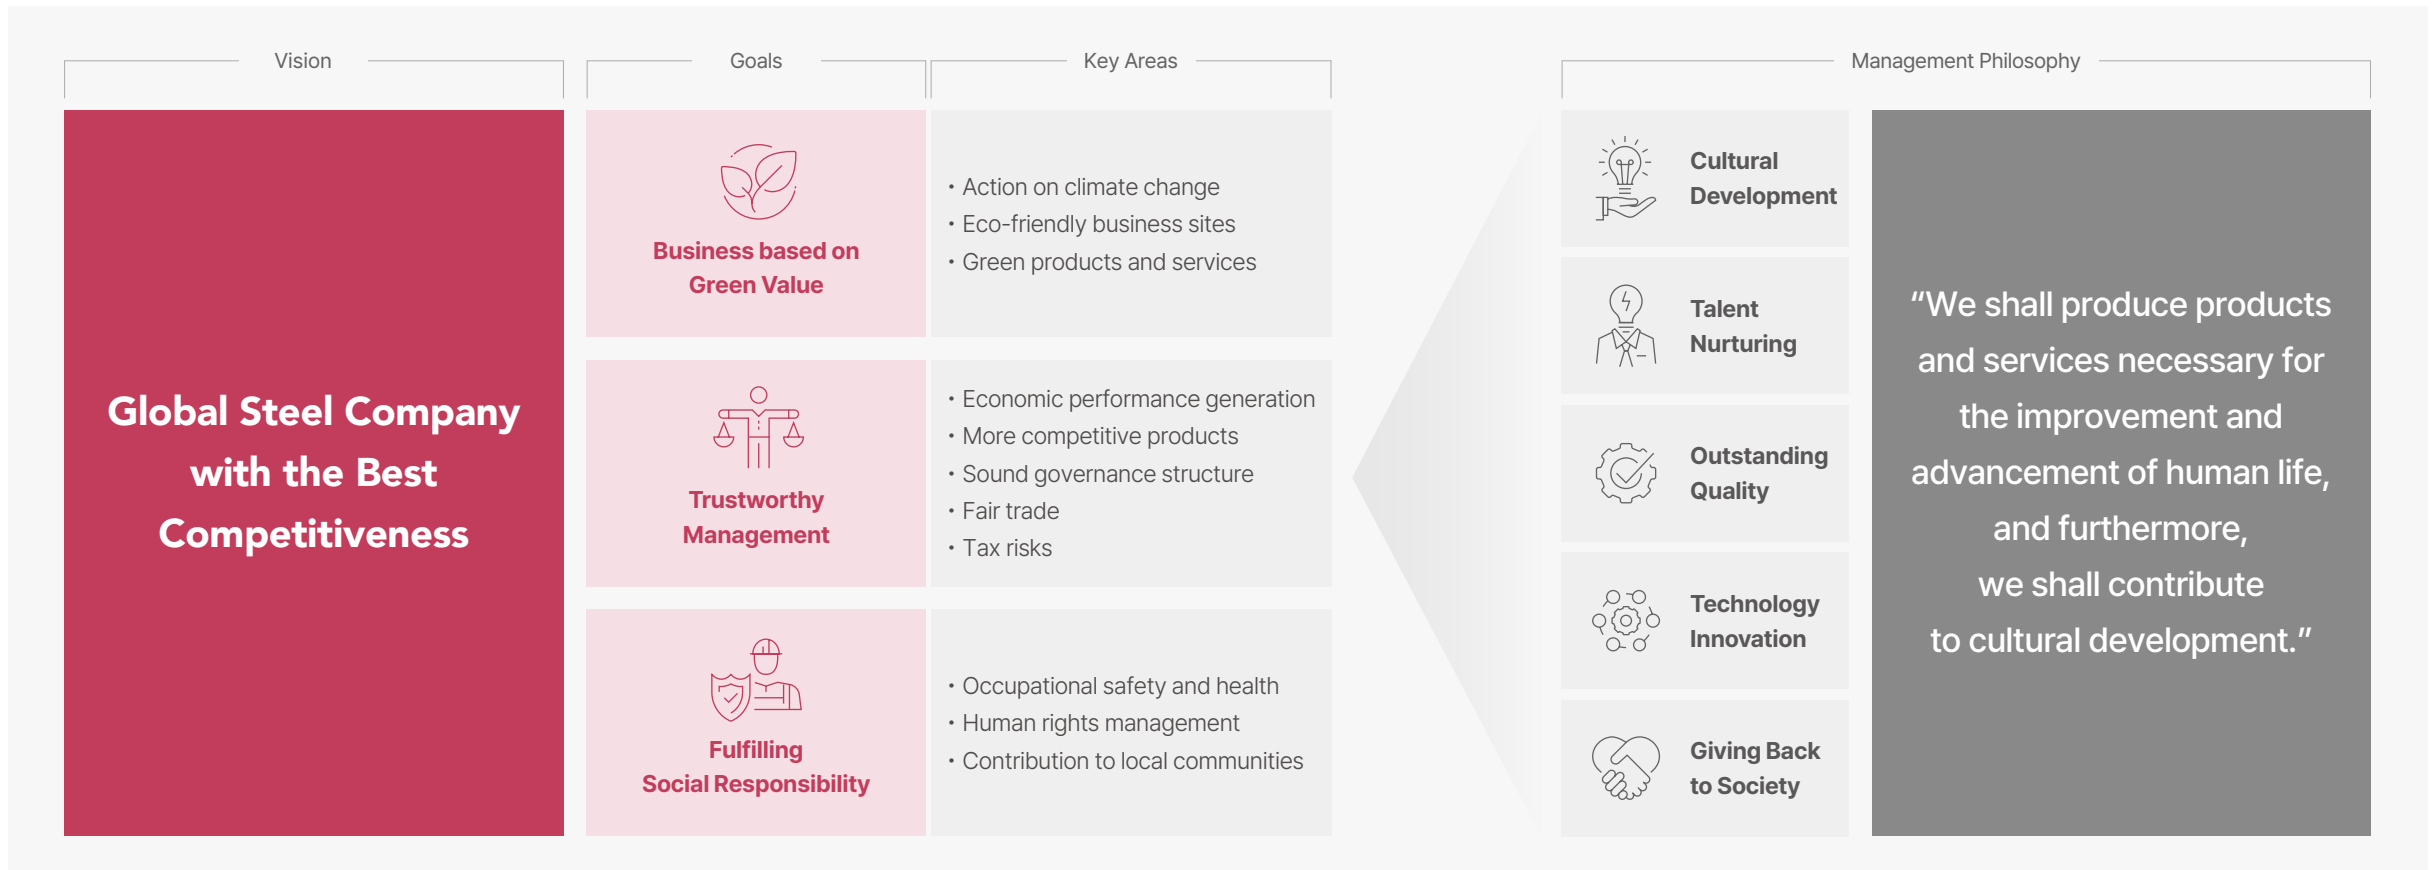 Vision
Global Steel Company
with the Best
Competitiveness
Goals
Key Areas
Business based on
Green Value
• Action on climate change
• Eco-friendly business sites
• Green products and services
Trustworthy
Management
• Economic performance generation
• More competitive products
• Sound governance structure
• Fair trade
• Tax risks
Fulfilling
Social Responsibility
• Occupational safety and health
• Human rights management
• Contribution to local communities
Management Philosophy
Cultural
Development
Talent
Nurturing
Outstanding
Quality
Technology
Innovation
Giving Back
to Society
“We shall produce products
and services necessary for
the improvement and
advancement of human life,
and furthermore,
we shall contribute
to cultural development.”